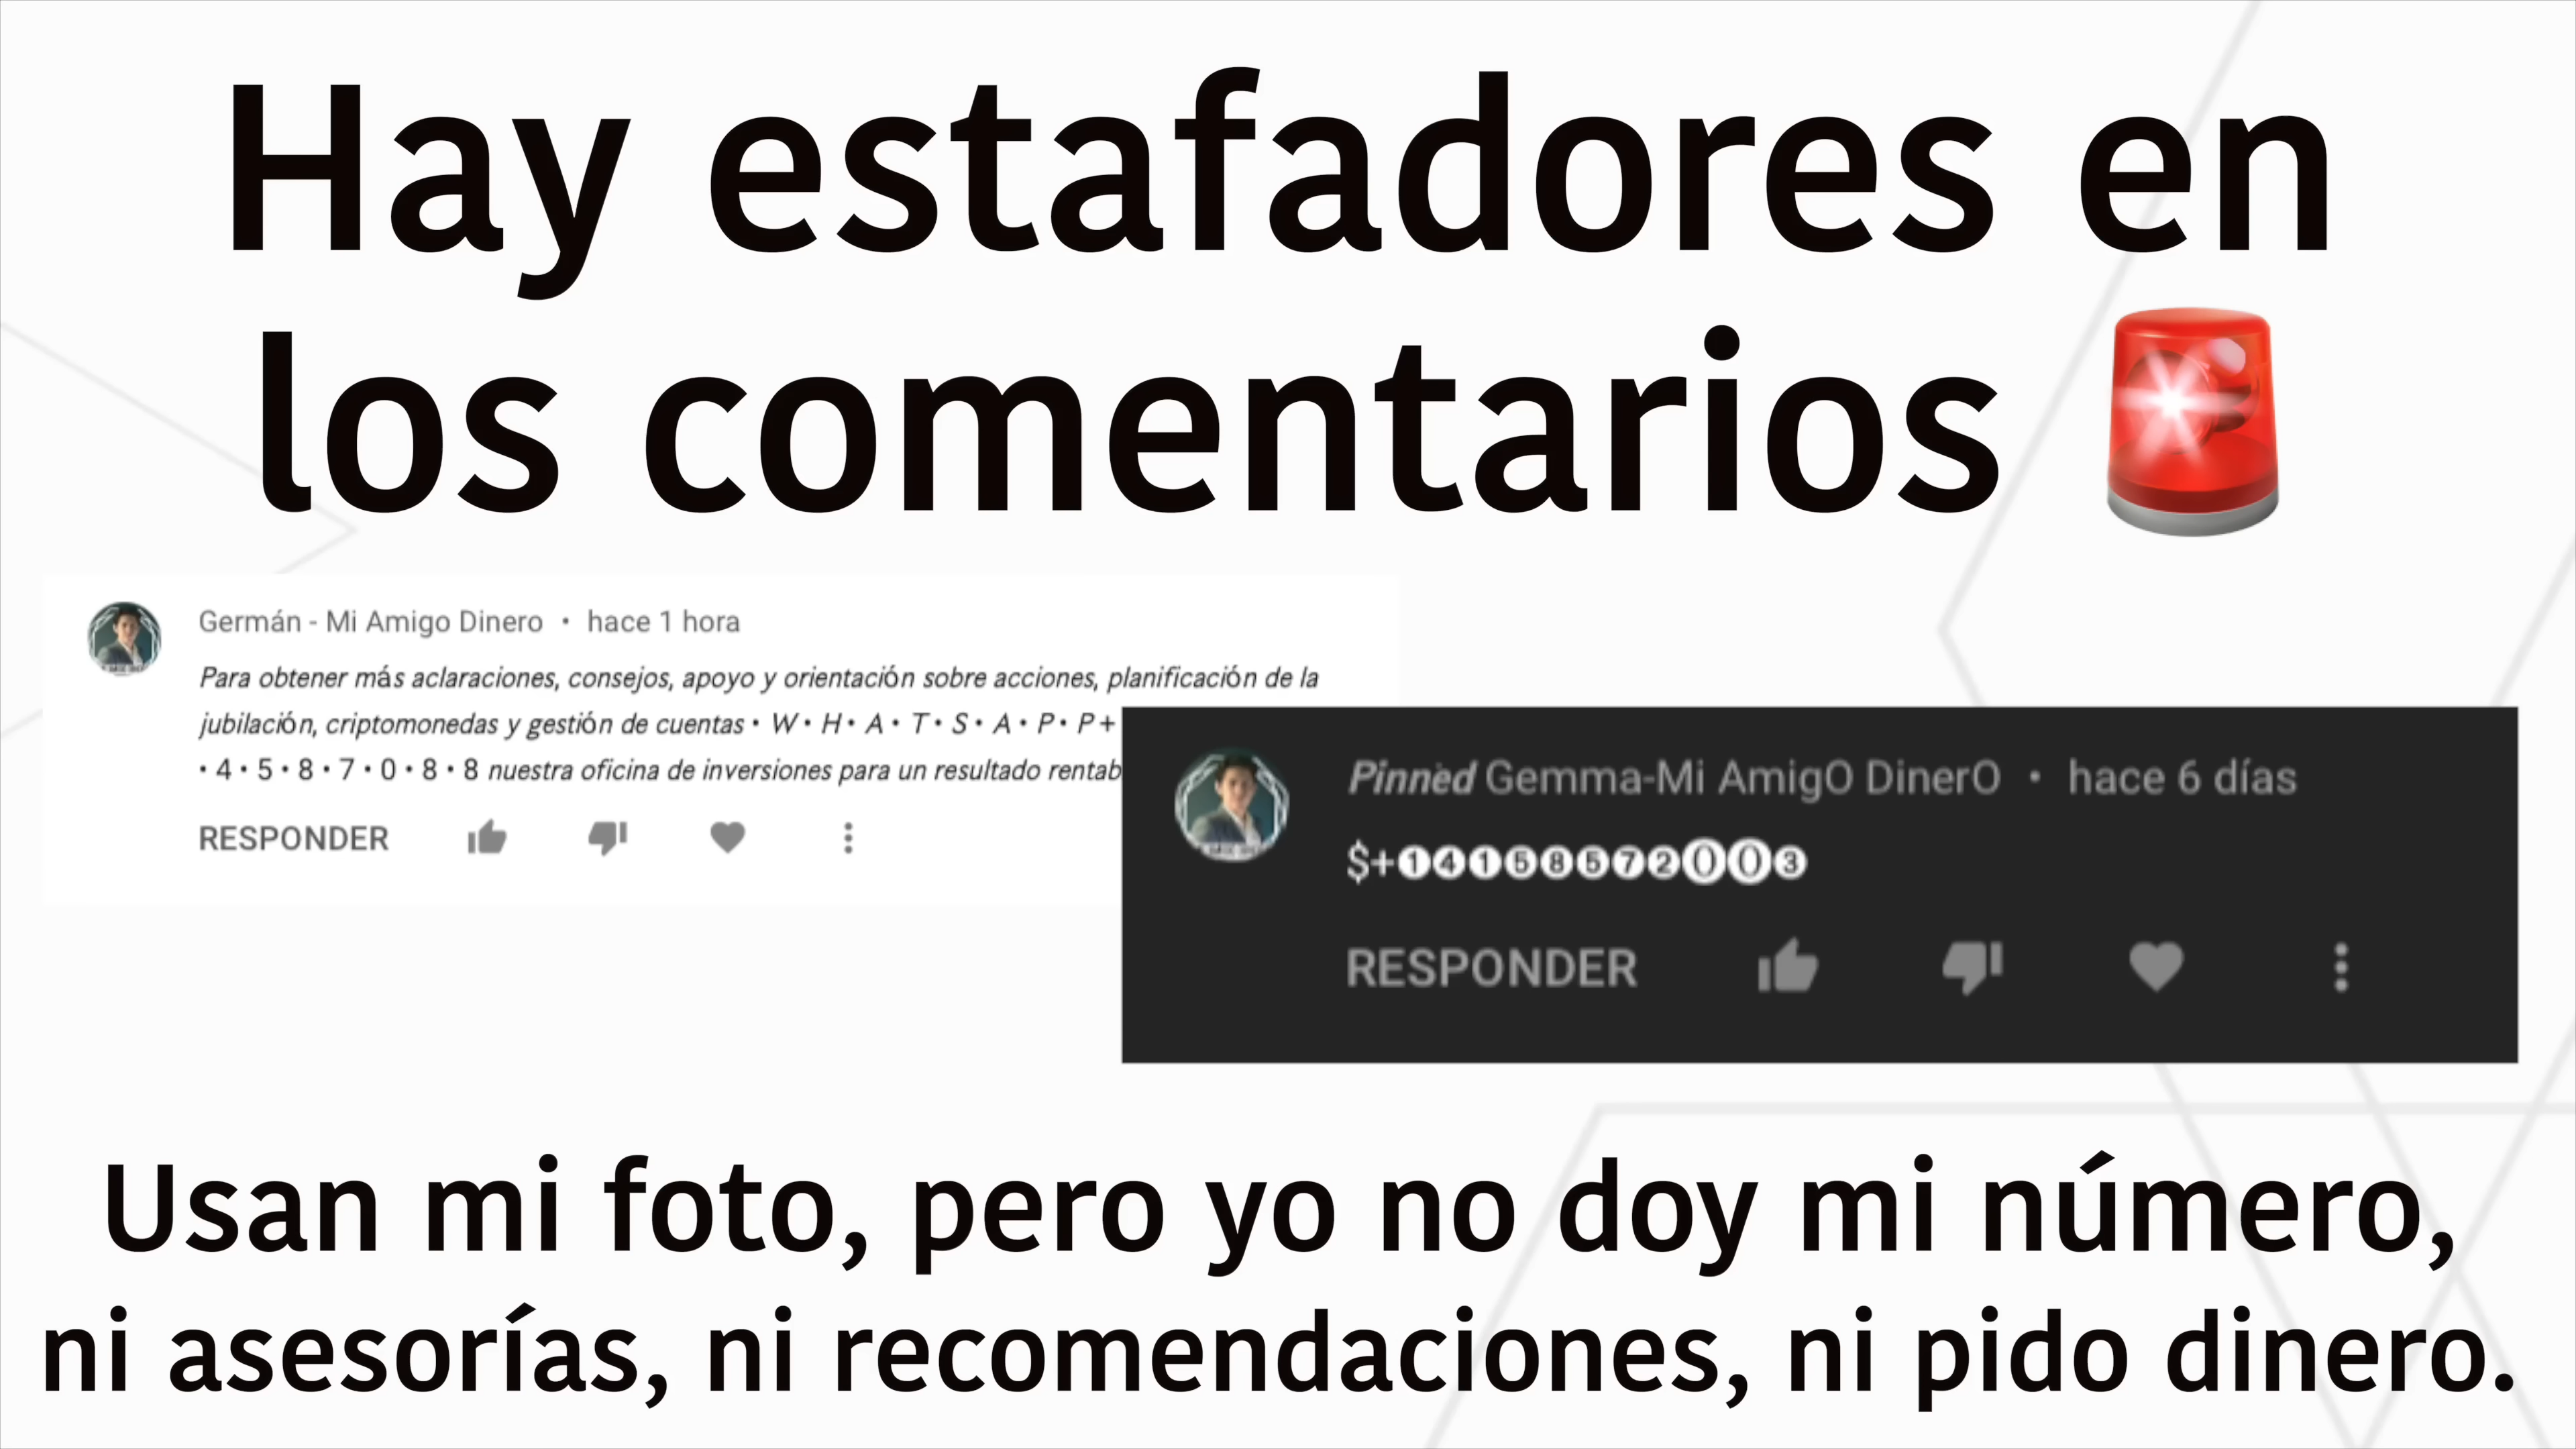 Hay estafadores en
los comentarios
Germán - Mi Amigo Dinero • hace 1 hora
Para obtener más aclaraciones, consejos, apoyo y orientación sobre acciones, planificación de la
jubilación, criptomonedas y gestión de cuentas • W • H • A • T • S • A • P • P +
• 4 • 5 • 8 • 7 • 0 • 8 • 8 nuestra oficina de inversiones para un resultado
RESPONDER
Pinnèd Gemma-Mi AmigO DinerO • hace 6 días
$+❶❹❶❺❽❺❼❷⓿⓿❸
RESPONDER
Usan mi foto, pero yo no doy mi número,
ni asesorías, ni recomendaciones, ni pido dinero.